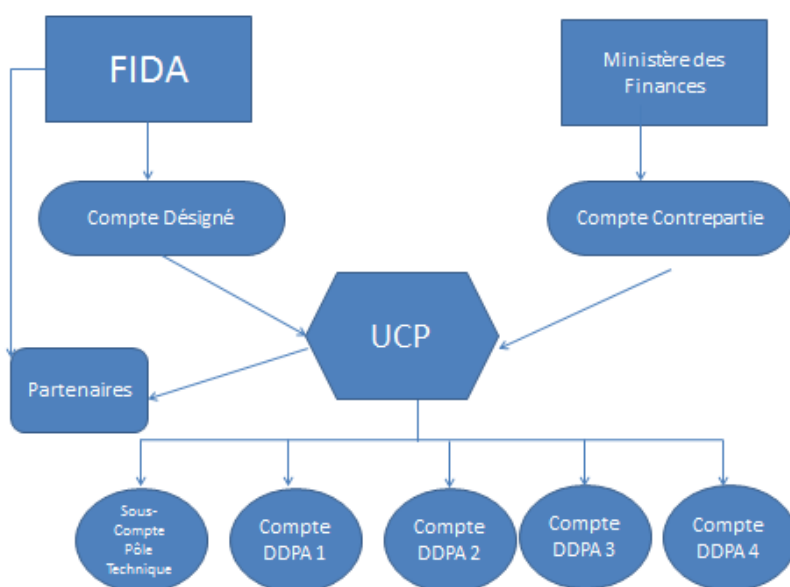 FIDA
Ministère des
Finances
Compte Désigné
Compte Contrepartie
UCP
Partenaires
Sous-
Compte
Pôle
Technique
Compte
DDPA 1
Compte
DDPA 2
Compte
DDPA 3
Compte
DDPA 4